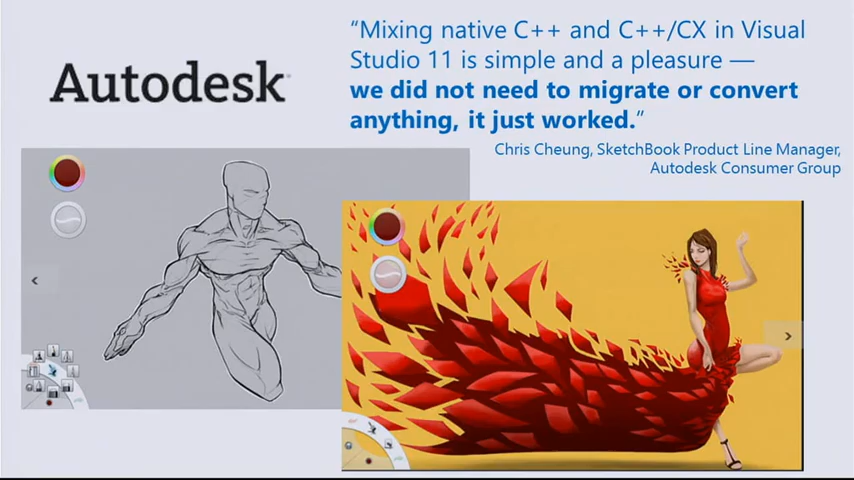 Autodesk
“Mixing native C++ and C++/CX in Visual
Studio 11 is simple and a pleasure —
we did not need to migrate or convert
anything, it just worked.”
Chris Cheung, SketchBook Product Line Manager,
Autodesk Consumer Group